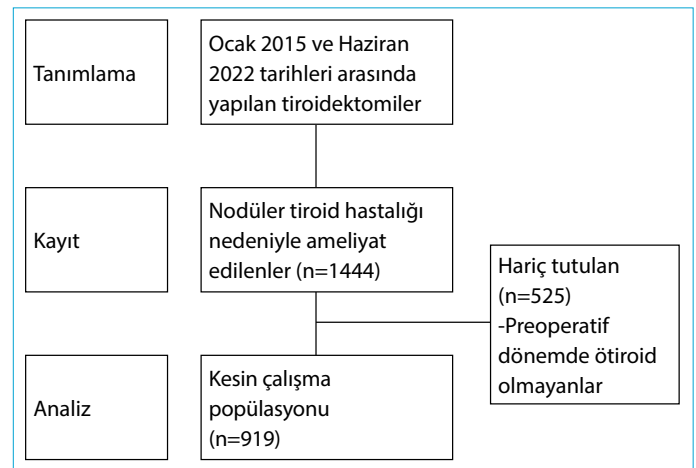 Tanımlama
Ocak 2015 ve Haziran
2022 tarihleri arasında
yapılan tiroidektomiler
Kayıt
Nodüler tiroid hastalığı
nedeniyle ameliyat
edilenler (n=1444)
Hariç tutulan
(n=525)
-Preoperatif
dönemde ötiroid
olmayanlar
Analiz
Kesin çalışma
popülasyonu
(n=919)